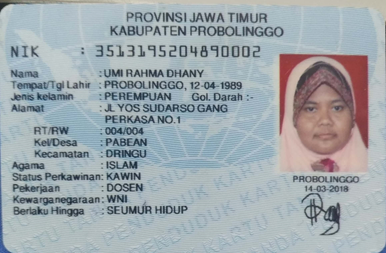 PROVINSI JAWA TIMUR
KABUPATEN PROBOLINGGO
NIK : 3513195204890002
Nama : UMI RAHMA DHANY
Tempat/Tgl Lahir : PROBOLINGGO, 12-04-1989
Jenis kelamin : PEREMPUAN Gol. Darah :-
Alamat : JL YOS SUDARSO GANG
PERKASA NO.1
RT/RW : 004/004
Kel/Desa : PABEAN
Kecamatan : DRINGU
Agama : ISLAM
Status Perkawinan: KAWIN
Pekerjaan : DOSEN
Kewarganegaraan: WNI
Berlaku Hingga : SEUMUR HIDUP
PROBOLINGGO
14-03-2018